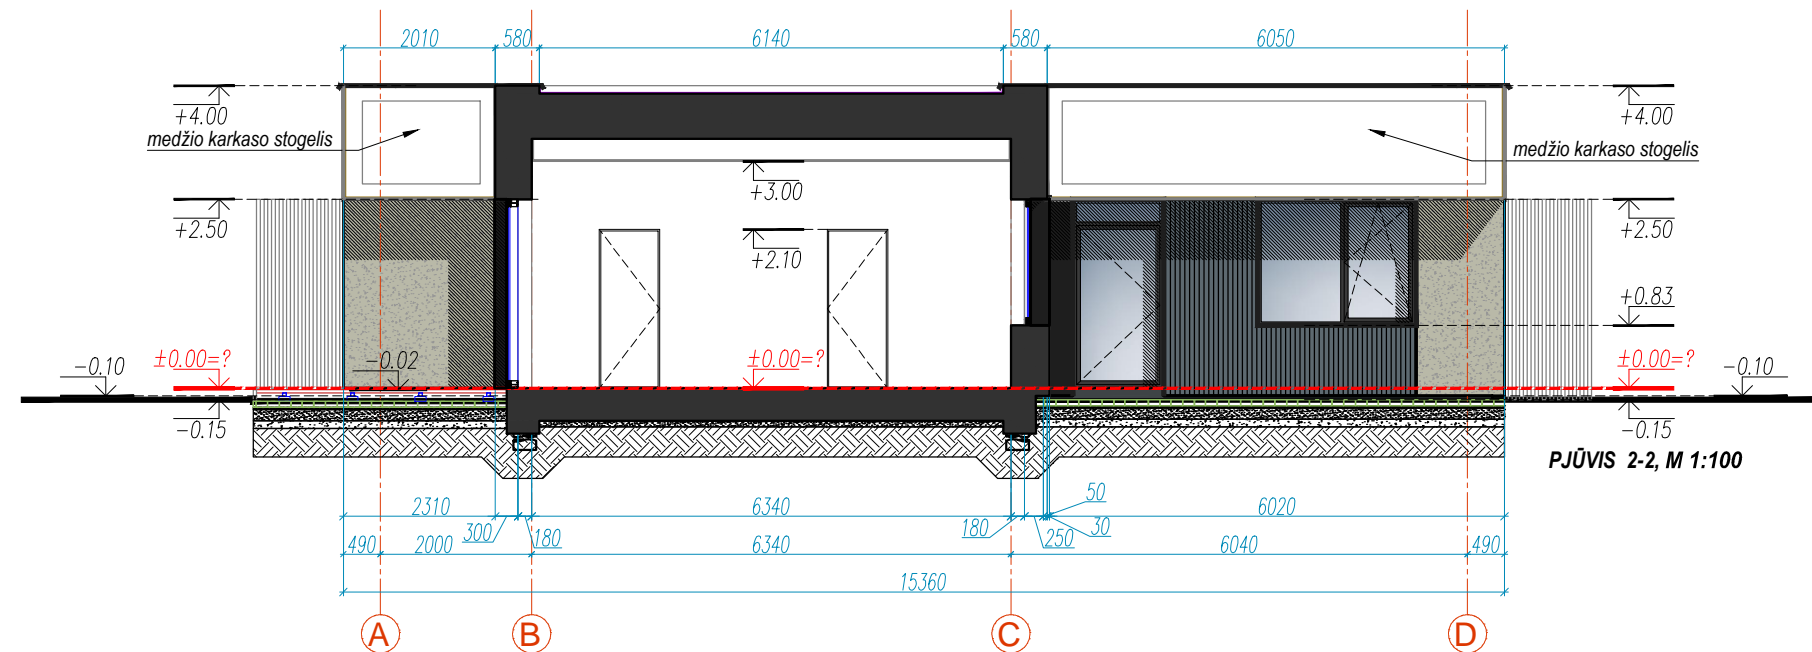 2010 580 6140 580 6050
+4.00 +4.00
medžio karkaso stogelis medžio karkaso stogelis
+3.00
+2.50 +2.50
+2.10
+0.83
-0.10 ±0.00=? -0.02 ±0.00=? ±0.00=? -0.10
-0.15 -0.15
PJŪVIS 2-2, M 1:100
2310 300 180 6340 180 250 50 30 6020
490 2000 6340 6040 490
15360
A B C D